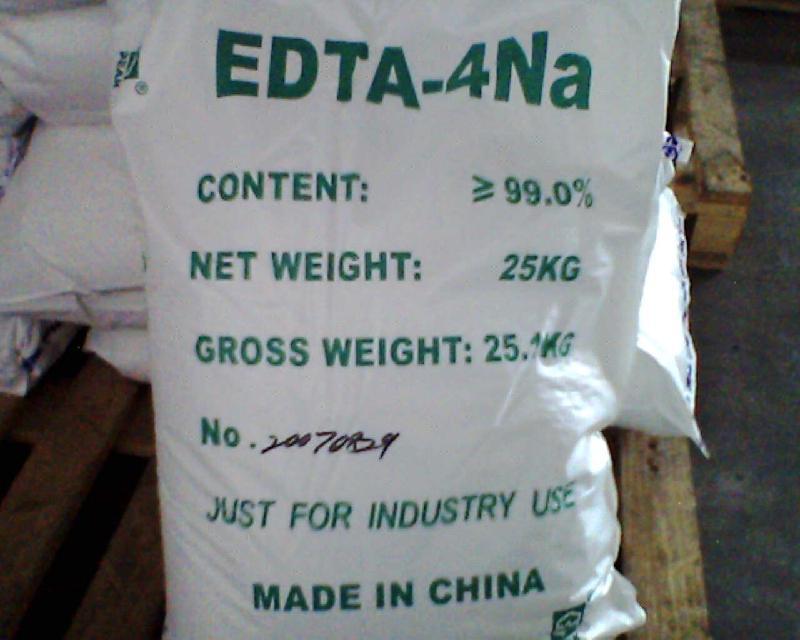 EDTA-4Na
CONTENT: ≥ 99.0%
NET WEIGHT: 25KG
GROSS WEIGHT: 25.1KG
No. 20070829
JUST FOR INDUSTRY USE
MADE IN CHINA